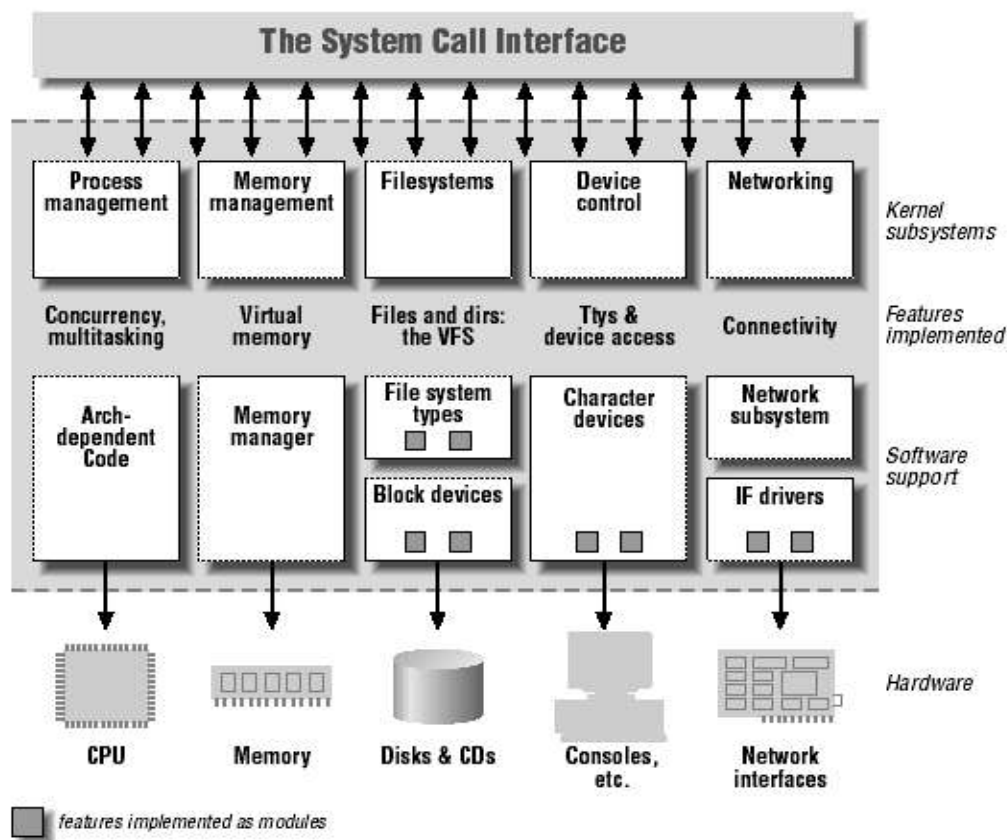 The System Call Interface
Process
management
Memory
management
Filesystems
Device
control
Networking
Kernel
subsystems
Concurrency,
multitasking
Virtual
memory
Files and dirs:
the VFS
Ttys &
device access
Connectivity
Features
implemented
Arch-
dependent
Code
Memory
manager
File system
types
Block devices
Character
devices
Network
subsystem
IF drivers
Software
support
CPU
Memory
Disks & CDs
Consoles,
etc.
Network
interfaces
Hardware
features implemented as modules